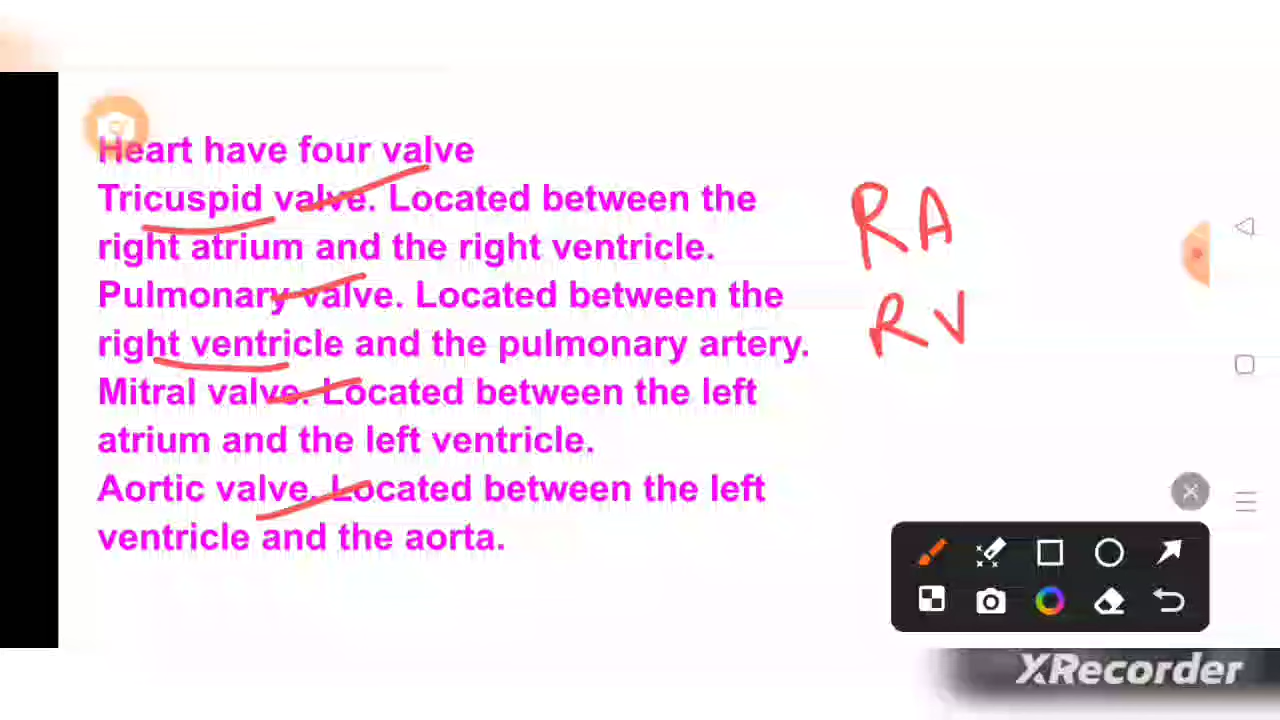 Heart have four valve
Tricuspid valve. Located between the
right atrium and the right ventricle.
Pulmonary valve. Located between the
right ventricle and the pulmonary artery.
Mitral valve. Located between the left
atrium and the left ventricle.
Aortic valve. Located between the left
ventricle and the aorta.
RA
RV
XRecorder